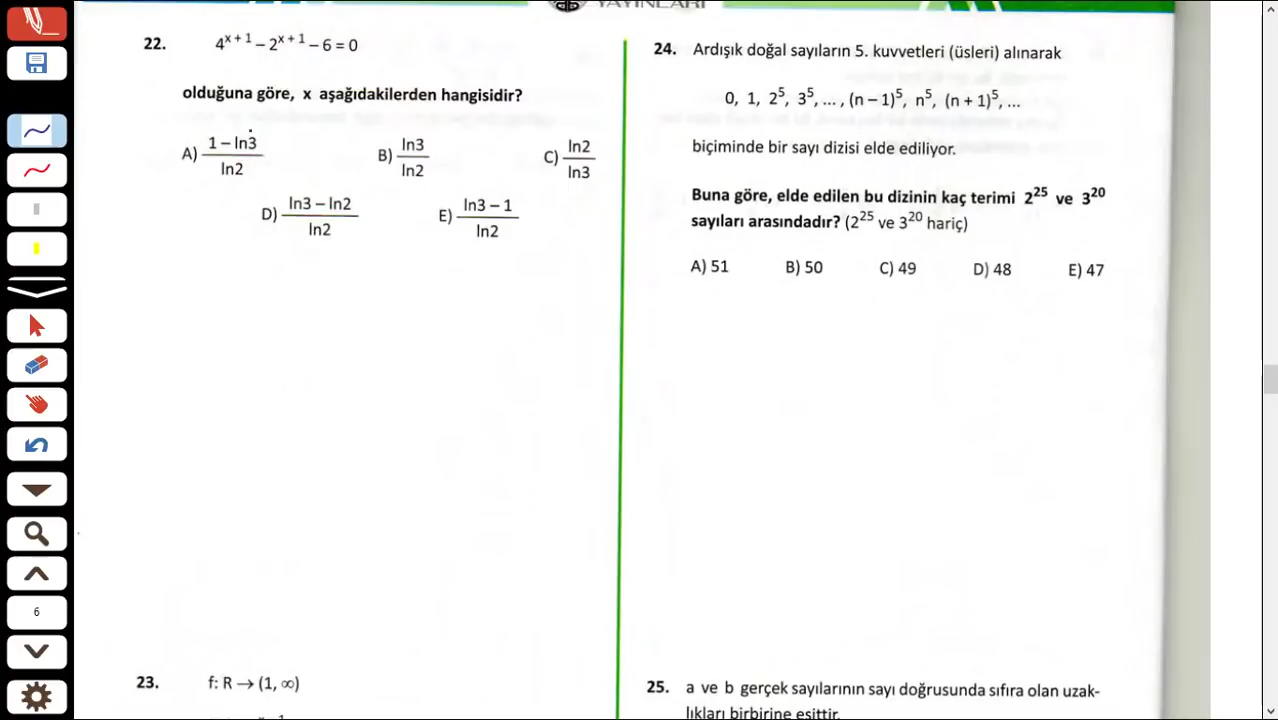 YAYINLARI
22. 4^{x+1} – 2^{x+1} – 6 = 0
olduğuna göre, x aşağıdakilerden hangisidir?
A) (1 – ln3)/ln2 B) ln3/ln2 C) ln2/ln3
D) (ln3 – ln2)/ln2 E) (ln3 – 1)/ln2
23. f: R → (1, ∞)
24. Ardışık doğal sayıların 5. kuvvetleri (üsleri) alınarak
0, 1, 2^5, 3^5, ... , (n – 1)^5, n^5, (n + 1)^5, ...
biçiminde bir sayı dizisi elde ediliyor.
Buna göre, elde edilen bu dizinin kaç terimi 2^{25} ve 3^{20}
sayıları arasındadır? (2^{25} ve 3^{20} hariç)
A) 51 B) 50 C) 49 D) 48 E) 47
25. a ve b gerçek sayılarının sayı doğrusunda sıfıra olan uzak-
lıkları birbirine eşittir.
6